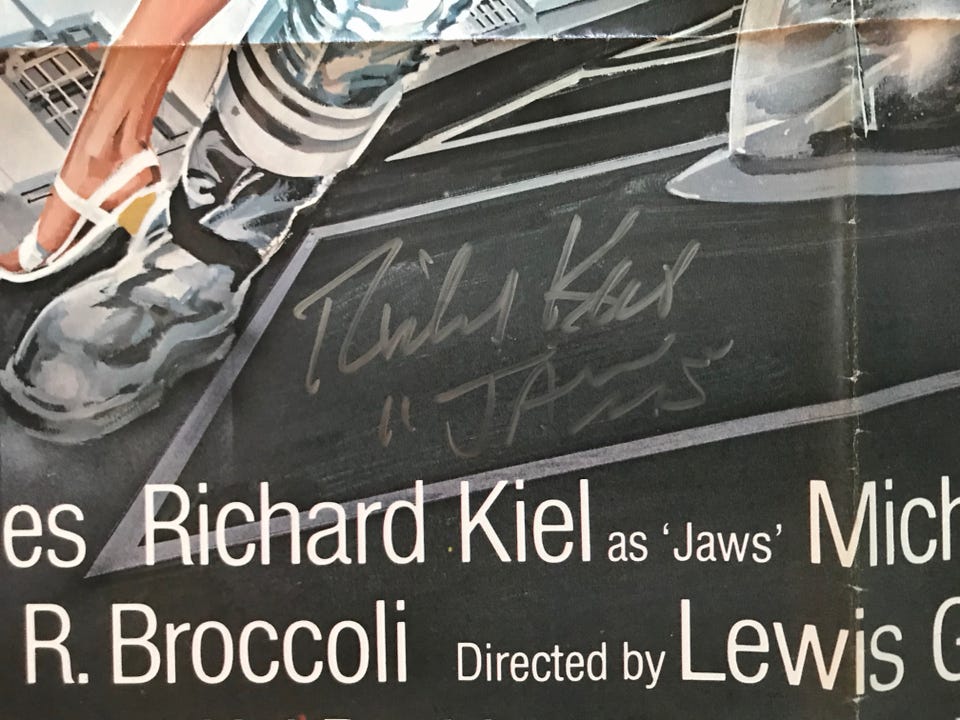 Richard Kiel
"JAWS"
es Richard Kiel as ‘Jaws’ Mich
R. Broccoli Directed by Lewis G